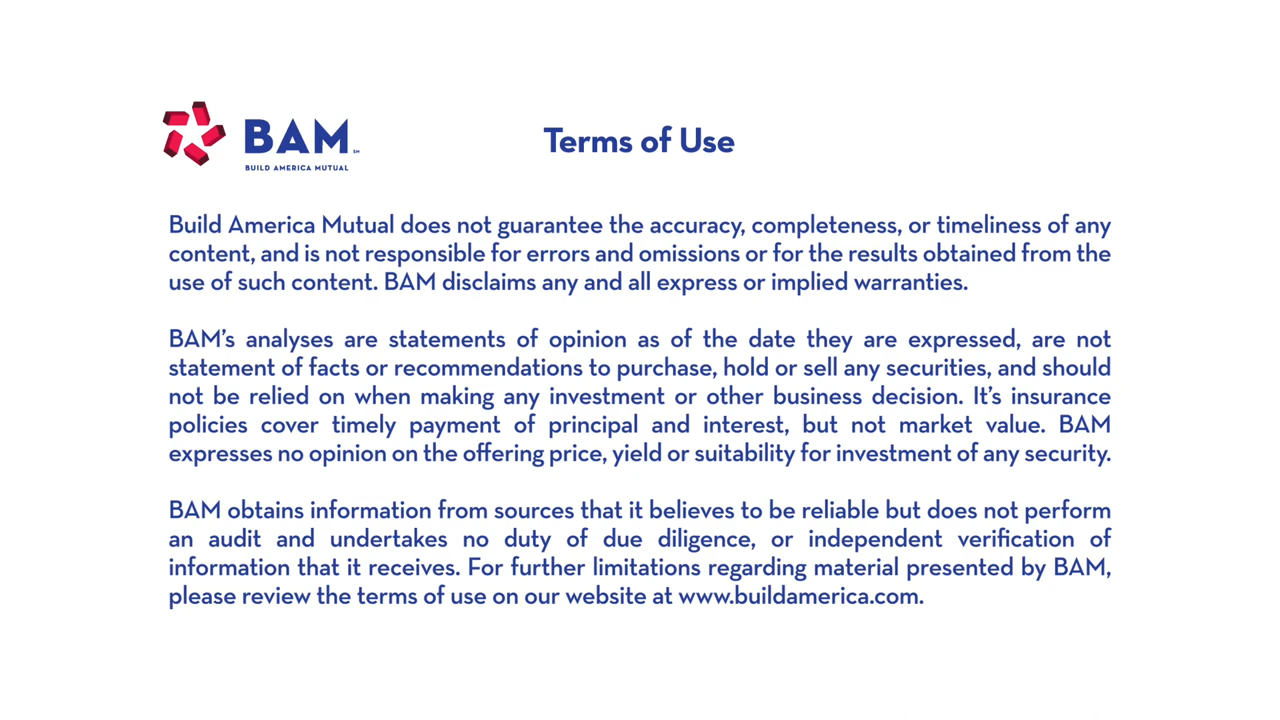 BAM
SM
BUILD AMERICA MUTUAL
Terms of Use
Build America Mutual does not guarantee the accuracy, completeness, or timeliness of any
content, and is not responsible for errors and omissions or for the results obtained from the
use of such content. BAM disclaims any and all express or implied warranties.
BAM’s analyses are statements of opinion as of the date they are expressed, are not
statement of facts or recommendations to purchase, hold or sell any securities, and should
not be relied on when making any investment or other business decision. It’s insurance
policies cover timely payment of principal and interest, but not market value. BAM
expresses no opinion on the offering price, yield or suitability for investment of any security.
BAM obtains information from sources that it believes to be reliable but does not perform
an audit and undertakes no duty of due diligence, or independent verification of
information that it receives. For further limitations regarding material presented by BAM,
please review the terms of use on our website at www.buildamerica.com.